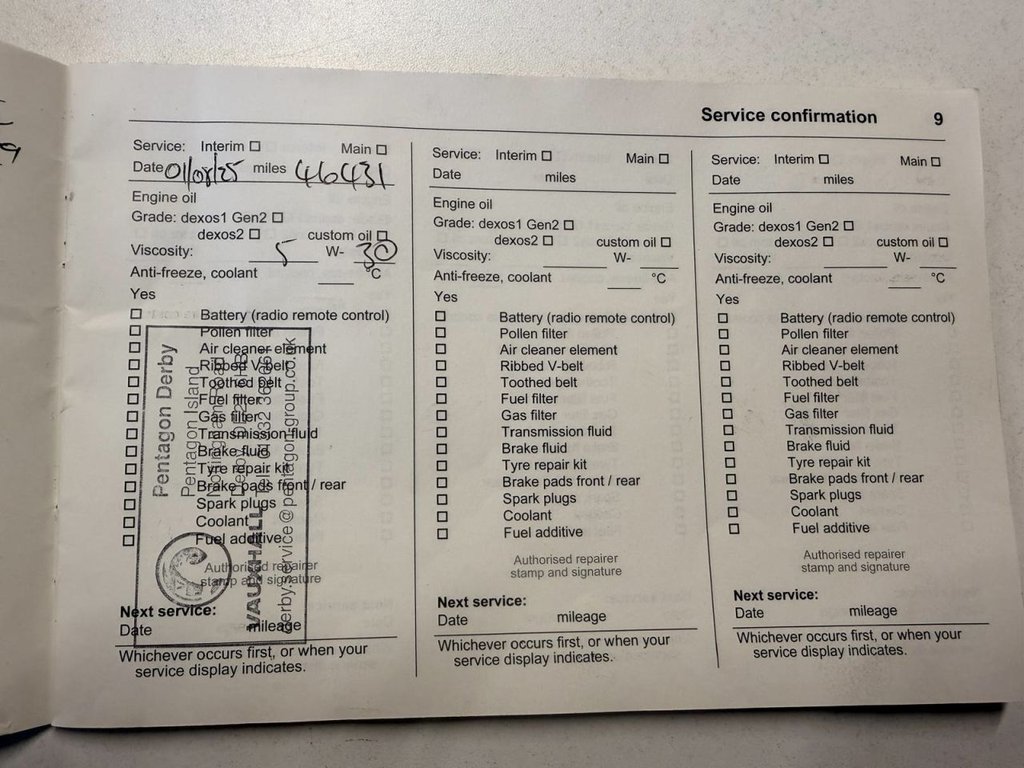 Service confirmation 9
Service: Interim ☐ Main ☐
Date 01/08/25 miles 46431
Engine oil
Grade: dexos1 Gen2 ☐
dexos2 ☐ custom oil ☐
Viscosity: 5 W- 30
Anti-freeze, coolant °C
Yes
☐ Battery (radio remote control)
☐ Pollen filter
☐ Air cleaner element
☐ Ribbed V-belt
☐ Toothed belt
☐ Fuel filter
☐ Gas filter
☐ Transmission fluid
☐ Brake fluid
☐ Tyre repair kit
☐ Brake pads front / rear
☐ Spark plugs
☐ Coolant
☐ Fuel additive
Authorised repairer
stamp and signature
Pentagon Derby
Pentagon Island
Nottingham Road
VAUXHALL
derby.service@pentagon-group.co.uk
Next service:
Date mileage
Whichever occurs first, or when your
service display indicates.
Service: Interim ☐ Main ☐
Date miles
Engine oil
Grade: dexos1 Gen2 ☐
dexos2 ☐ custom oil ☐
Viscosity: W-
Anti-freeze, coolant °C
Yes
☐ Battery (radio remote control)
☐ Pollen filter
☐ Air cleaner element
☐ Ribbed V-belt
☐ Toothed belt
☐ Fuel filter
☐ Gas filter
☐ Transmission fluid
☐ Brake fluid
☐ Tyre repair kit
☐ Brake pads front / rear
☐ Spark plugs
☐ Coolant
☐ Fuel additive
Authorised repairer
stamp and signature
Next service:
Date mileage
Whichever occurs first, or when your
service display indicates.
Service: Interim ☐ Main ☐
Date miles
Engine oil
Grade: dexos1 Gen2 ☐
dexos2 ☐ custom oil ☐
Viscosity: W-
Anti-freeze, coolant °C
Yes
☐ Battery (radio remote control)
☐ Pollen filter
☐ Air cleaner element
☐ Ribbed V-belt
☐ Toothed belt
☐ Fuel filter
☐ Gas filter
☐ Transmission fluid
☐ Brake fluid
☐ Tyre repair kit
☐ Brake pads front / rear
☐ Spark plugs
☐ Coolant
☐ Fuel additive
Authorised repairer
stamp and signature
Next service:
Date mileage
Whichever occurs first, or when your
service display indicates.